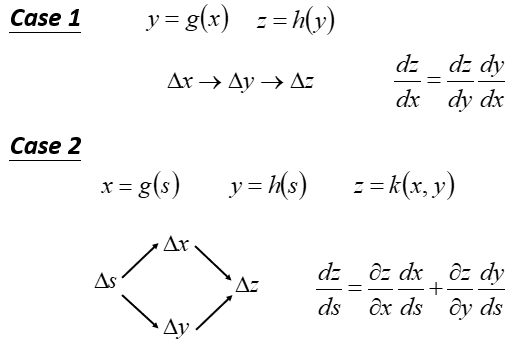 Case 1 y = g(x) z = h(y)
Δx → Δy → Δz dz/dx = dz/dy dy/dx
Case 2
x = g(s) y = h(s) z = k(x, y)
Δx
Δs Δz dz/ds = ∂z/∂x dx/ds + ∂z/∂y dy/ds
Δy